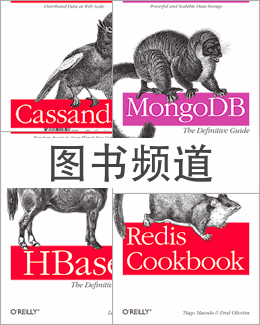 Distributed Data at Web Scale
Powerful and Scalable Data Storage
Cassand
MongoDB
The Definitive Guide
图书频道
HBase
The Definitiv
Redis
Cookbook
O'REILLY®
O'REILLY®
Tiago Macedo & Fred Oliveira